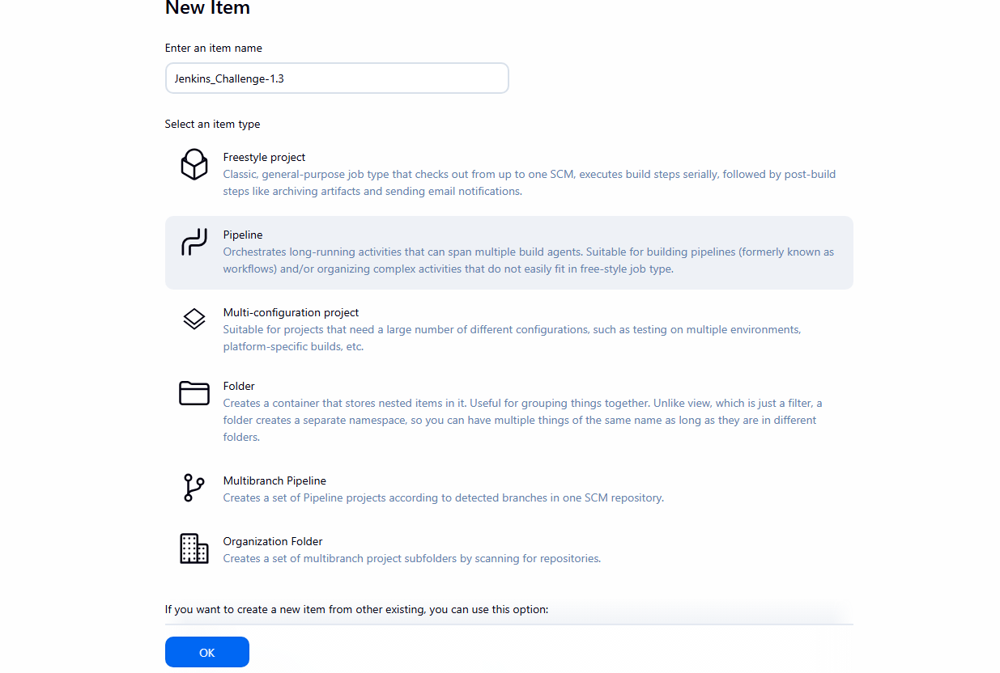 New Item
Enter an item name
Jenkins_Challenge-1.3
Select an item type
Freestyle project
Classic, general-purpose job type that checks out from up to one SCM, executes build steps serially, followed by post-build
steps like archiving artifacts and sending email notifications.
Pipeline
Orchestrates long-running activities that can span multiple build agents. Suitable for building pipelines (formerly known as
workflows) and/or organizing complex activities that do not easily fit in free-style job type.
Multi-configuration project
Suitable for projects that need a large number of different configurations, such as testing on multiple environments,
platform-specific builds, etc.
Folder
Creates a container that stores nested items in it. Useful for grouping things together. Unlike view, which is just a filter, a
folder creates a separate namespace, so you can have multiple things of the same name as long as they are in different
folders.
Multibranch Pipeline
Creates a set of Pipeline projects according to detected branches in one SCM repository.
Organization Folder
Creates a set of multibranch project subfolders by scanning for repositories.
If you want to create a new item from other existing, you can use this option:
OK